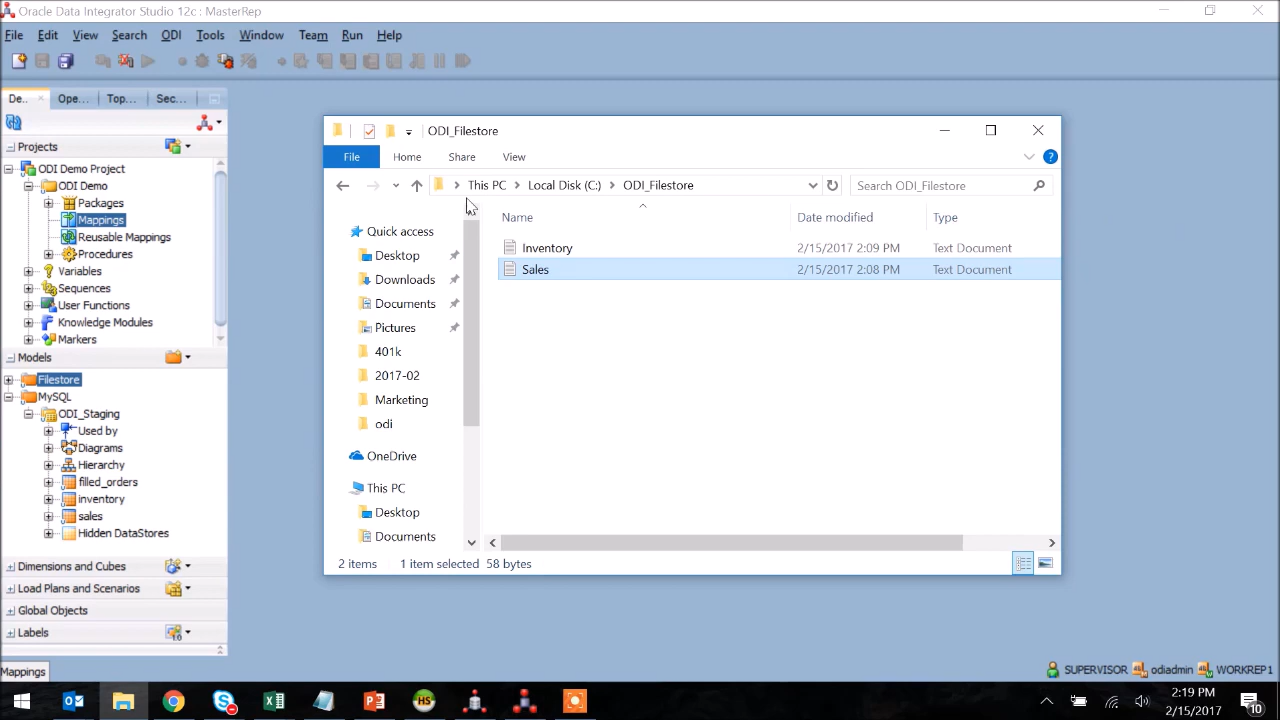 Oracle Data Integrator Studio 12c : MasterRep
File Edit View Search ODI Tools Window Team Run Help
De... Ope... Top... Sec...
Projects
ODI Demo Project
ODI Demo
Packages
Mappings
Reusable Mappings
Procedures
Variables
Sequences
User Functions
Knowledge Modules
Markers
Models
Filestore
MySQL
ODI_Staging
Used by
Diagrams
Hierarchy
filled_orders
inventory
sales
Hidden DataStores
Dimensions and Cubes
Load Plans and Scenarios
Global Objects
Labels
Mappings
ODI_Filestore
File Home Share View
This PC Local Disk (C:) ODI_Filestore Search ODI_Filestore
Quick access
Desktop
Downloads
Documents
Pictures
401k
2017-02
Marketing
odi
OneDrive
This PC
Desktop
Documents
Name Date modified Type
Inventory 2/15/2017 2:09 PM Text Document
Sales 2/15/2017 2:08 PM Text Document
2 items 1 item selected 58 bytes
SUPERVISOR odiadmin WORKREP1
HS
2:19 PM
2/15/2017
10